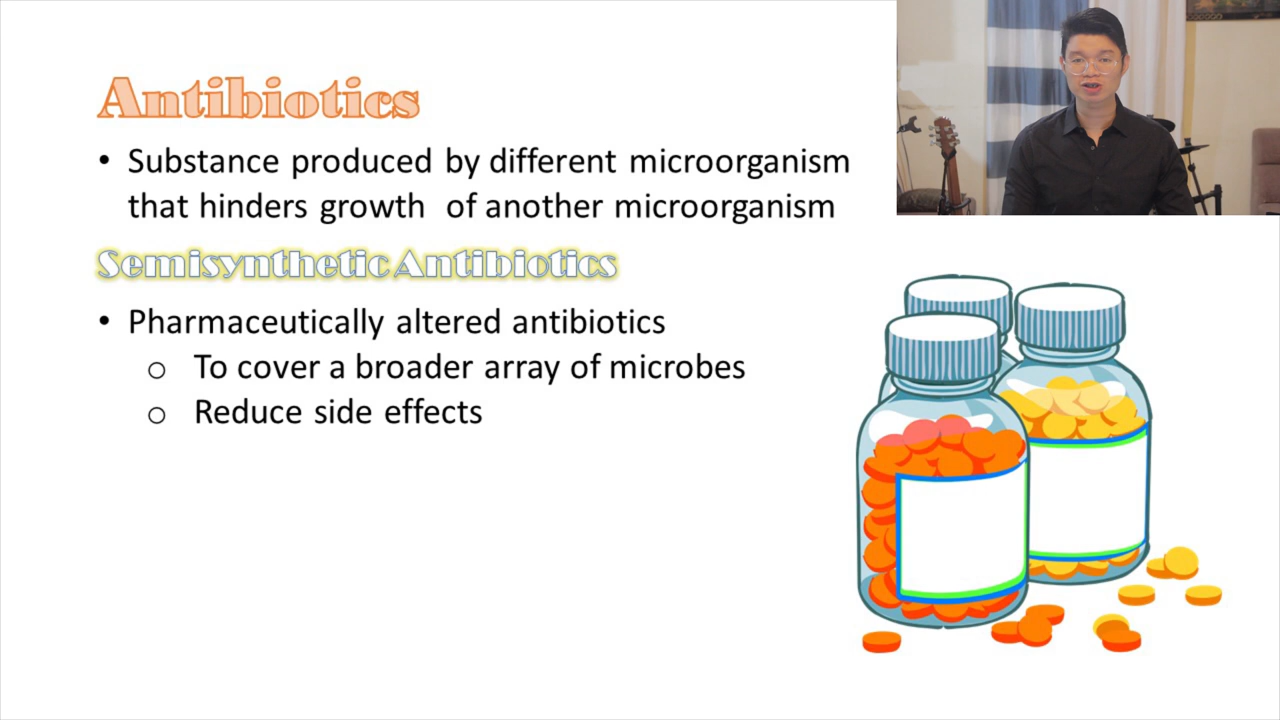 Antibiotics
• Substance produced by different microorganism
that hinders growth of another microorganism
Semisynthetic Antibiotics
• Pharmaceutically altered antibiotics
o To cover a broader array of microbes
o Reduce side effects